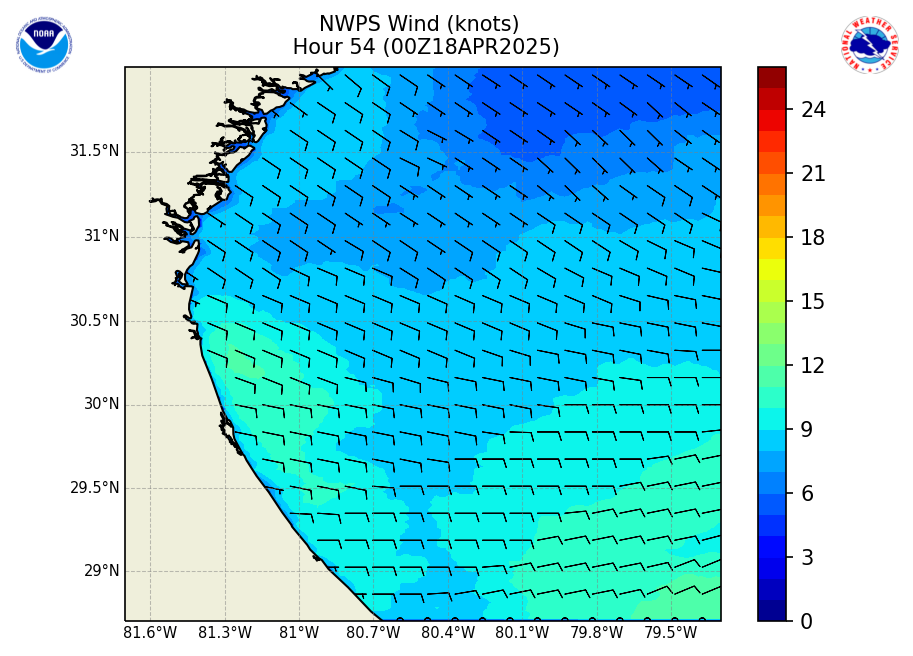 NWPS Wind (knots)
Hour 54 (00Z18APR2025)
NOAA
NATIONAL WEATHER SERVICE
31.5°N
31°N
30.5°N
30°N
29.5°N
29°N
81.6°W 81.3°W 81°W 80.7°W 80.4°W 80.1°W 79.8°W 79.5°W
24
21
18
15
12
9
6
3
0